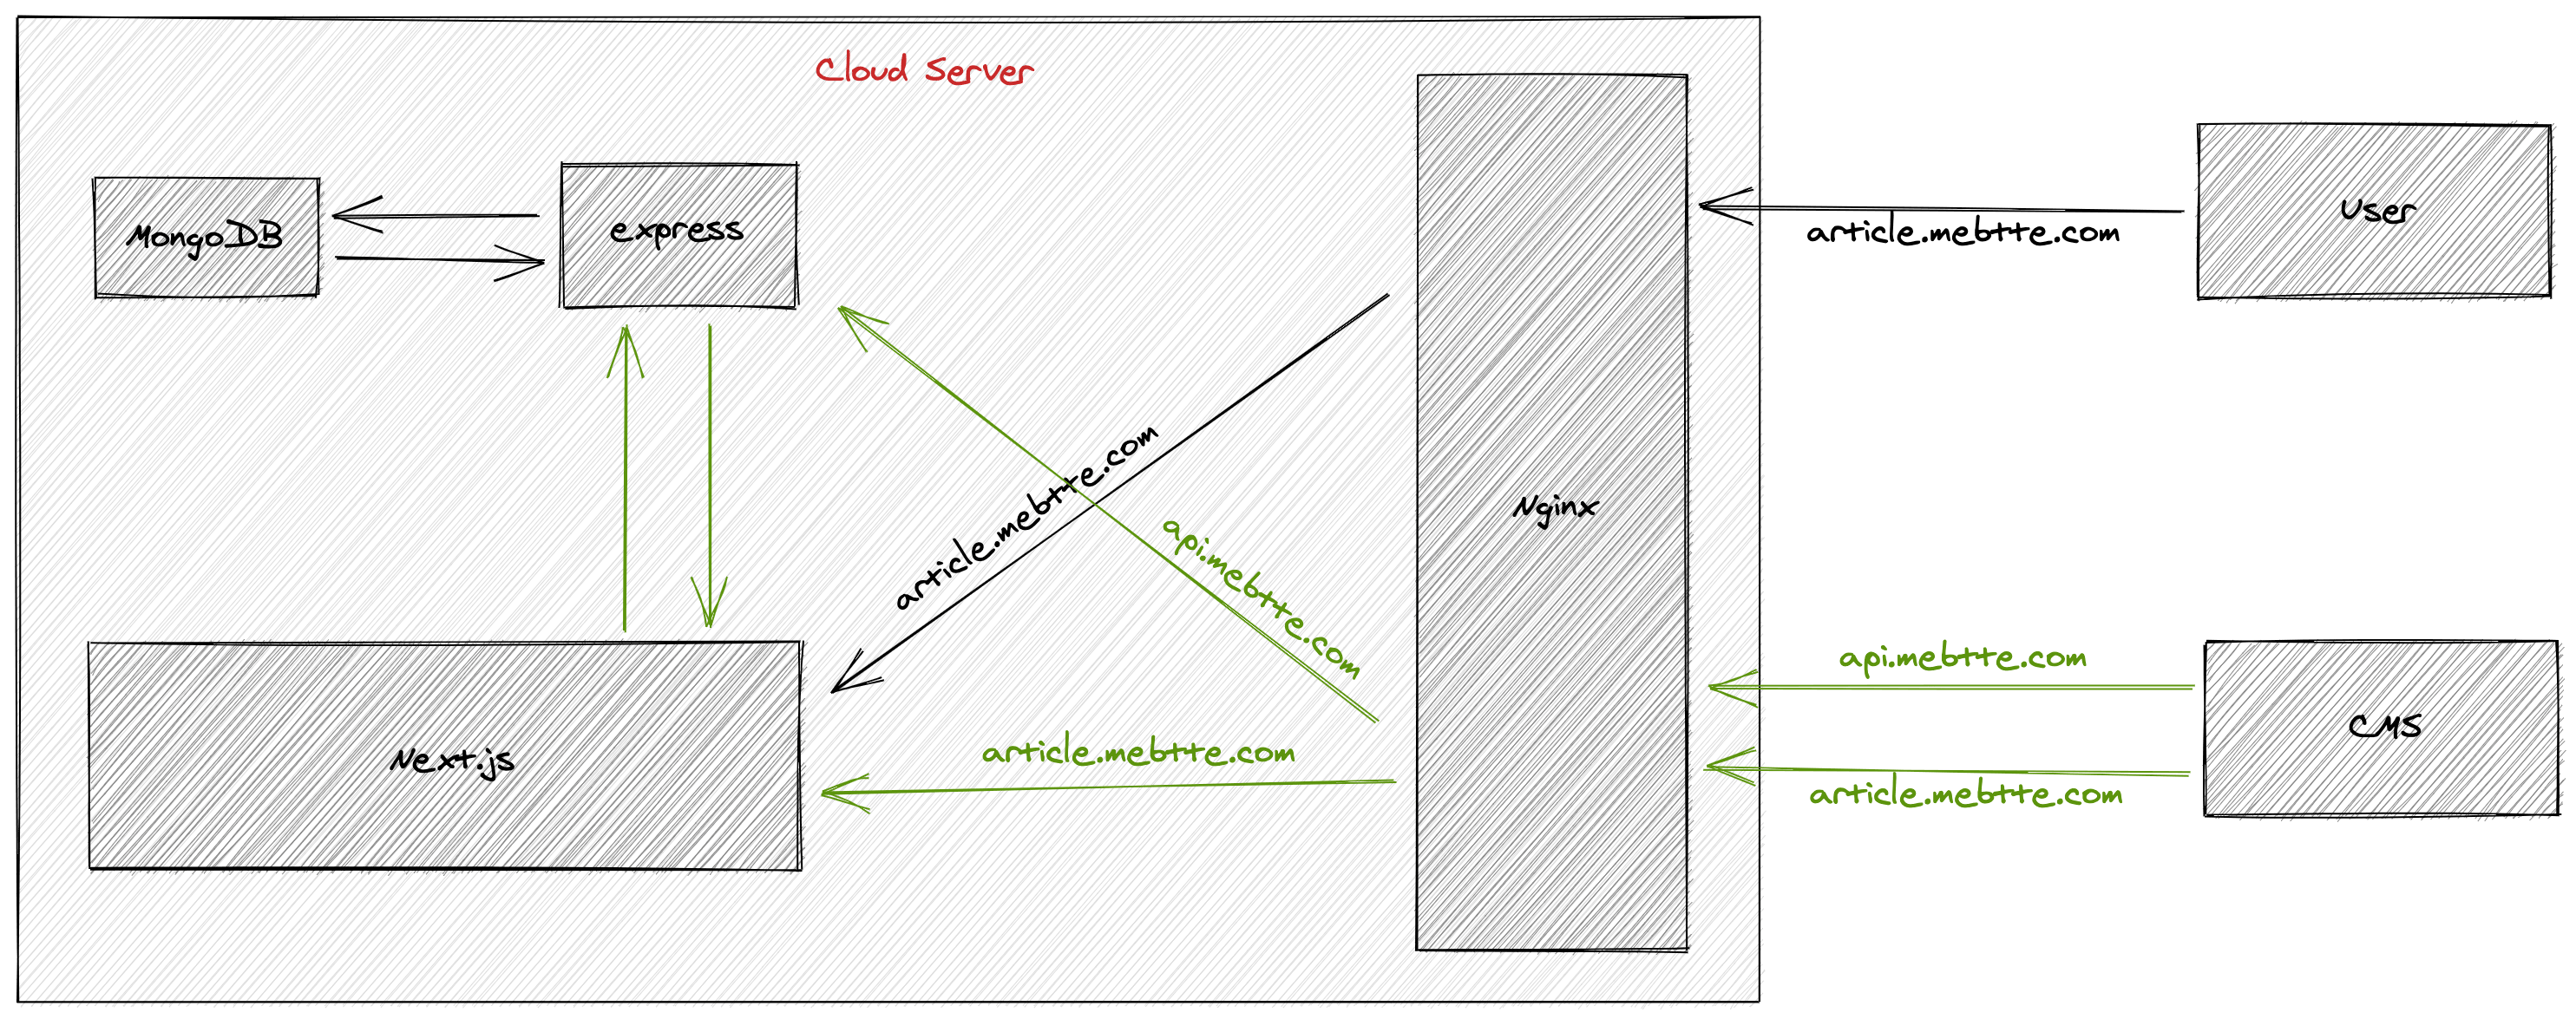 Cloud Server
MongoDB
express
User
article.mebtte.com
article.mebtte.com
Nginx
api.mebtte.com
api.mebtte.com
CMS
article.mebtte.com
Next.js
article.mebtte.com